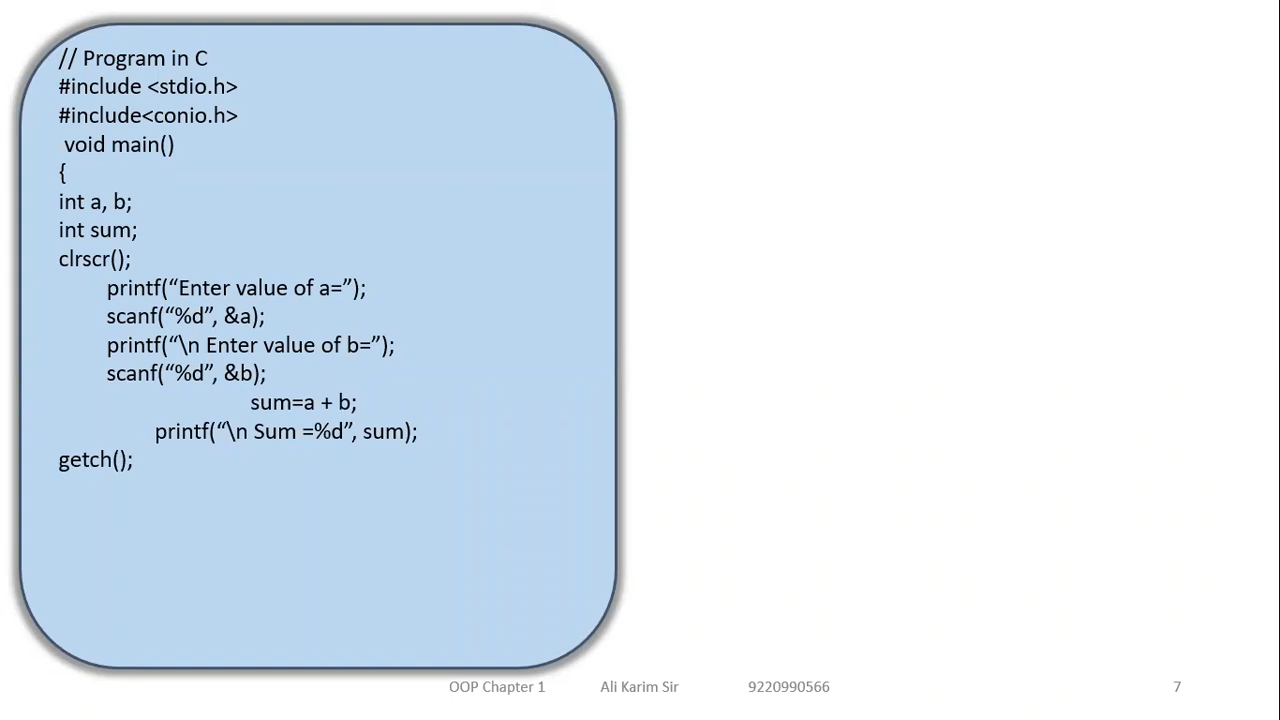 // Program in C
#include <stdio.h>
#include<conio.h>
void main()
{
int a, b;
int sum;
clrscr();
printf(“Enter value of a=”);
scanf(“%d”, &a);
printf(“\n Enter value of b=”);
scanf(“%d”, &b);
sum=a + b;
printf(“\n Sum =%d”, sum);
getch();
OOP Chapter 1 Ali Karim Sir 9220990566 7